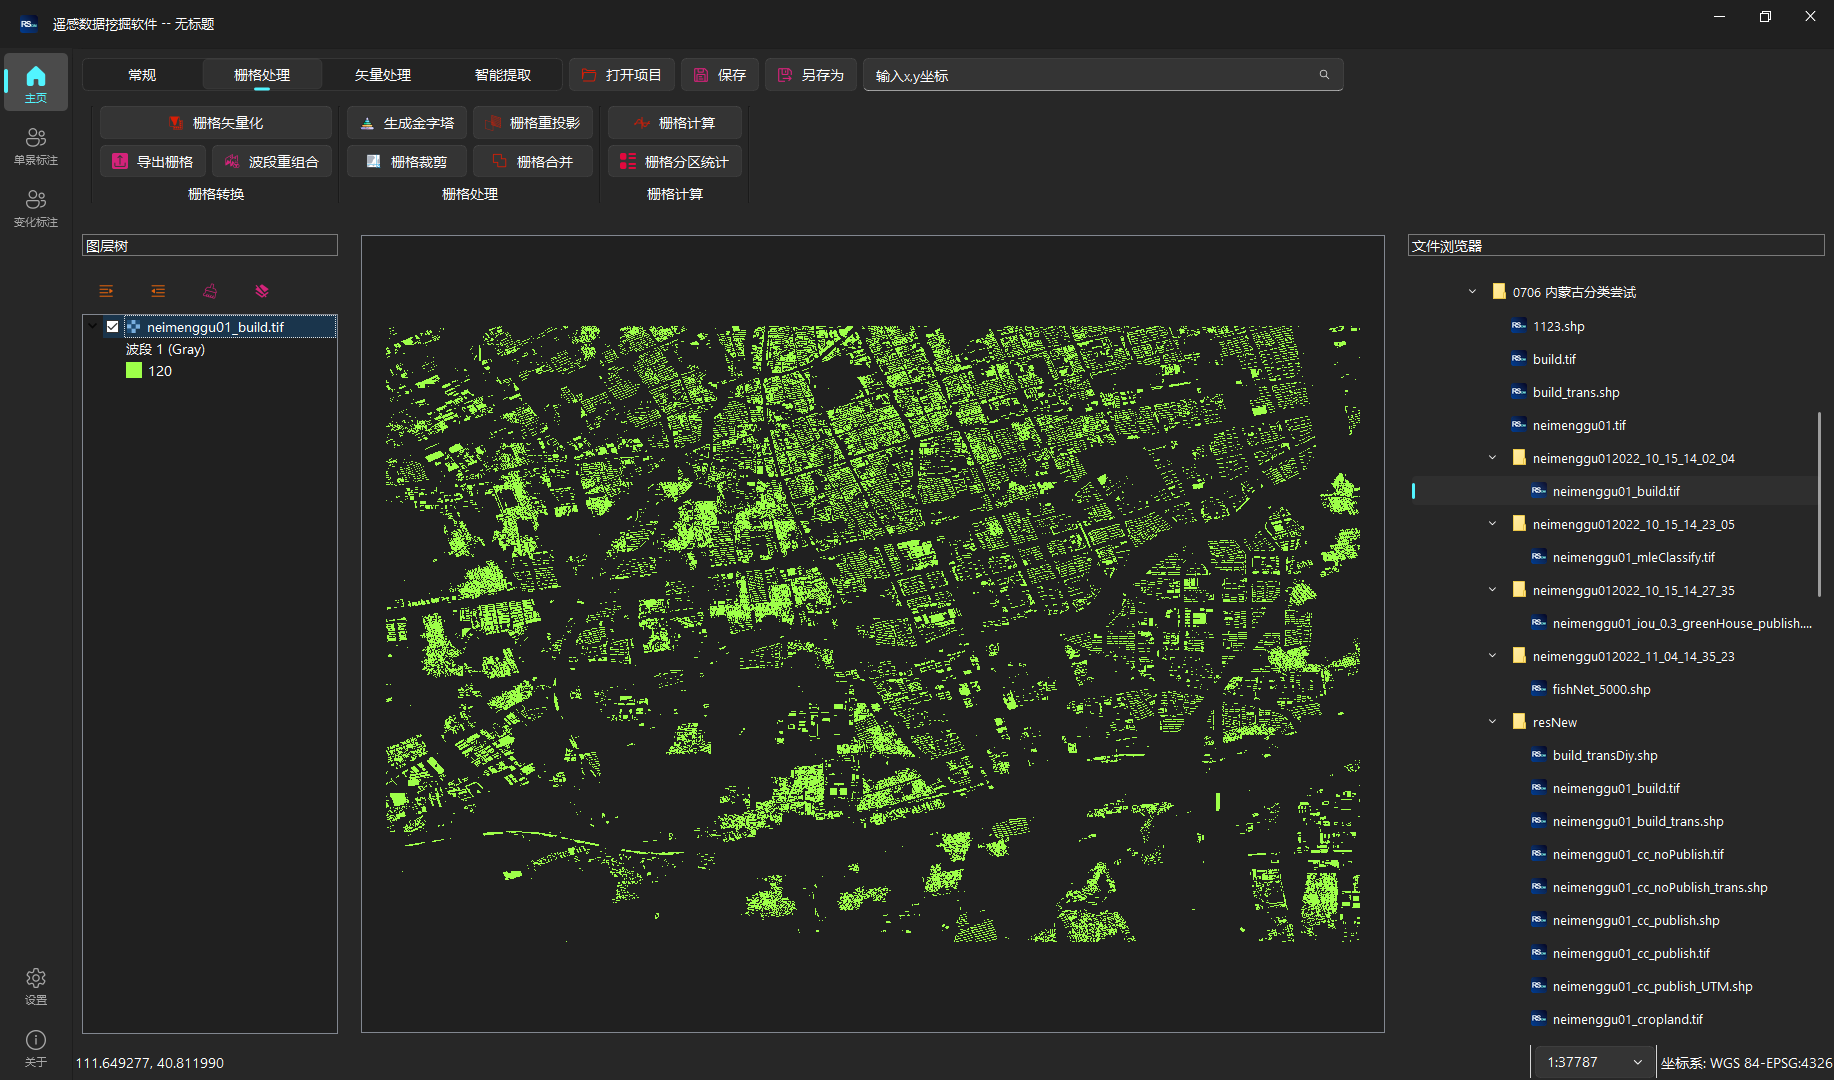 遥感数据挖掘软件 -- 无标题
主页
单景标注
变化标注
设置
关于
常规 栅格处理 矢量处理 智能提取 打开项目 保存 另存为 输入x,y坐标
栅格矢量化 生成金字塔 栅格重投影 栅格计算
导出栅格 波段重组合 栅格裁剪 栅格合并 栅格分区统计
栅格转换 栅格处理 栅格计算
图层树
neimenggu01_build.tif
波段 1 (Gray)
120
文件浏览器
0706 内蒙古分类尝试
1123.shp
build.tif
build_trans.shp
neimenggu01.tif
neimenggu012022_10_15_14_02_04
neimenggu01_build.tif
neimenggu012022_10_15_14_23_05
neimenggu01_mleClassify.tif
neimenggu012022_10_15_14_27_35
neimenggu01_iou_0.3_greenHouse_publish....
neimenggu012022_11_04_14_35_23
fishNet_5000.shp
resNew
build_transDiy.shp
neimenggu01_build.tif
neimenggu01_build_trans.shp
neimenggu01_cc_noPublish.tif
neimenggu01_cc_noPublish_trans.shp
neimenggu01_cc_publish.shp
neimenggu01_cc_publish.tif
neimenggu01_cc_publish_UTM.shp
neimenggu01_cropland.tif
111.649277, 40.811990
1:37787
坐标系: WGS 84-EPSG:4326